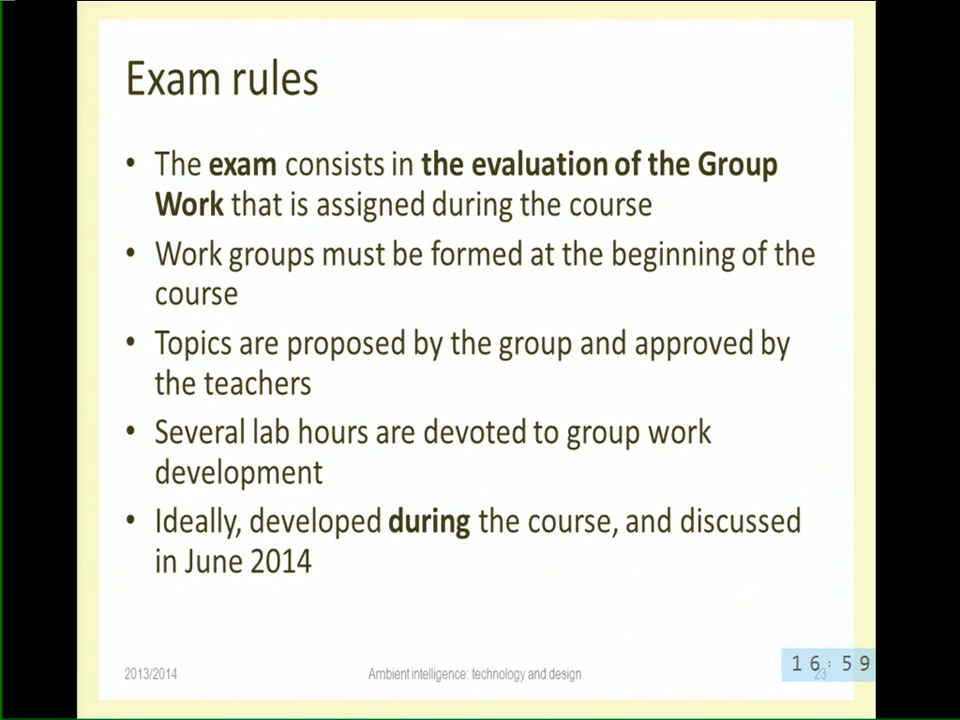 Exam rules
• The exam consists in the evaluation of the Group
Work that is assigned during the course
• Work groups must be formed at the beginning of the
course
• Topics are proposed by the group and approved by
the teachers
• Several lab hours are devoted to group work
development
• Ideally, developed during the course, and discussed
in June 2014
2013/2014
Ambient intelligence: technology and design
23
16:59